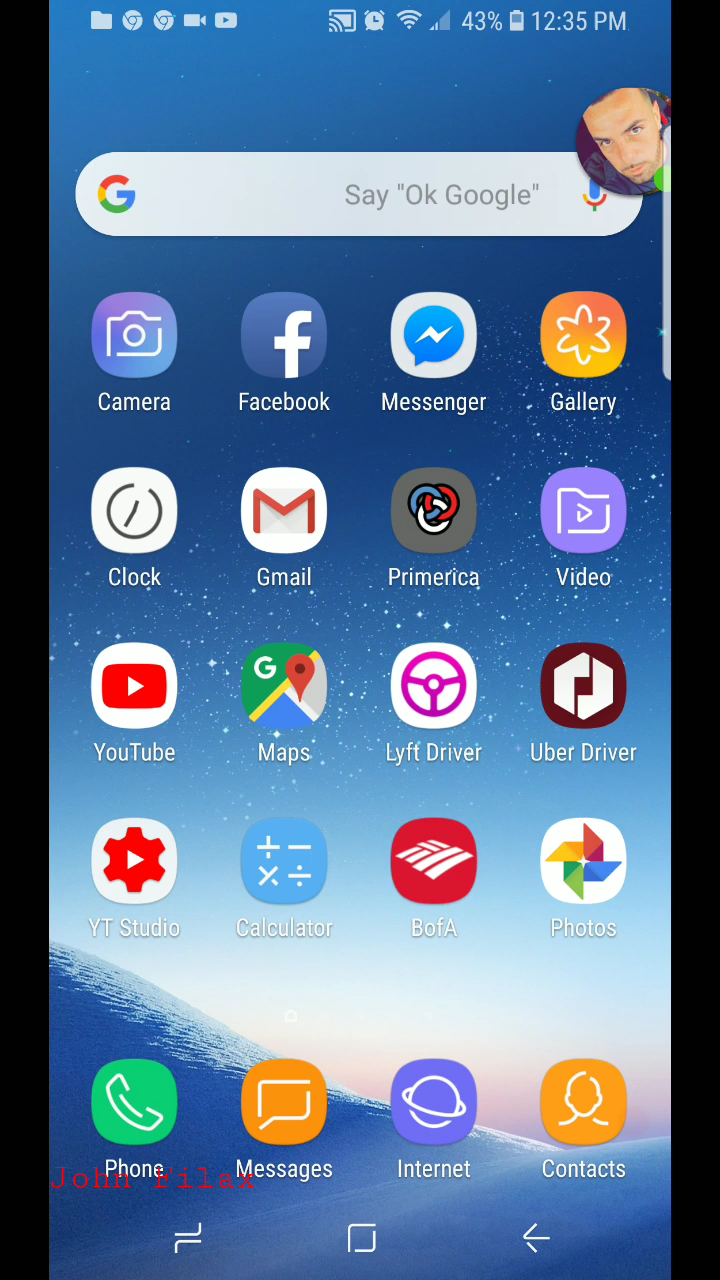 43% 12:35 PM
G Say "Ok Google"
f
Camera Facebook Messenger Gallery
Clock Gmail Primerica Video
G
YouTube Maps Lyft Driver Uber Driver
YT Studio Calculator BofA Photos
Phone Messages Internet Contacts
John Filax